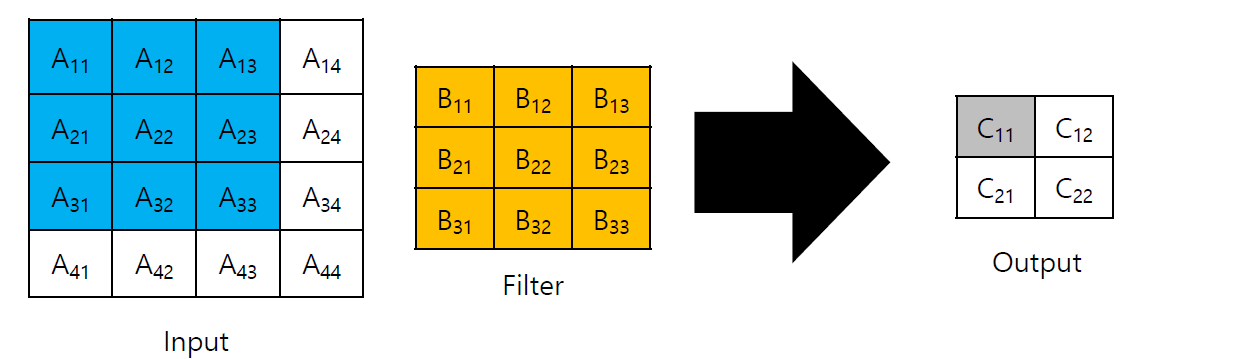 A₁₁ A₁₂ A₁₃ A₁₄
A₂₁ A₂₂ A₂₃ A₂₄
A₃₁ A₃₂ A₃₃ A₃₄
A₄₁ A₄₂ A₄₃ A₄₄
Input
B₁₁ B₁₂ B₁₃
B₂₁ B₂₂ B₂₃
B₃₁ B₃₂ B₃₃
Filter
C₁₁ C₁₂
C₂₁ C₂₂
Output